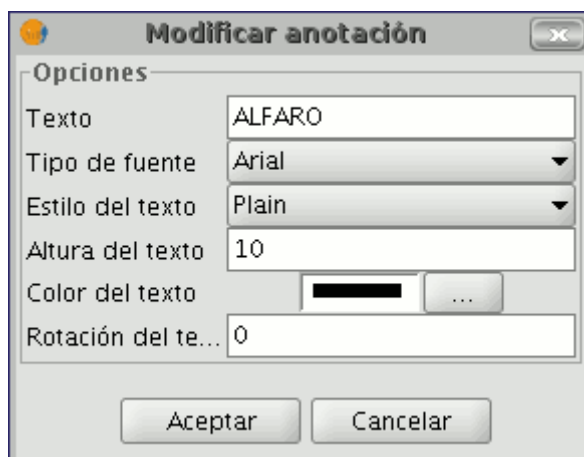 Modificar anotación
Opciones
Texto ALFARO
Tipo de fuente Arial
Estilo del texto Plain
Altura del texto 10
Color del texto ...
Rotación del te... 0
Aceptar Cancelar